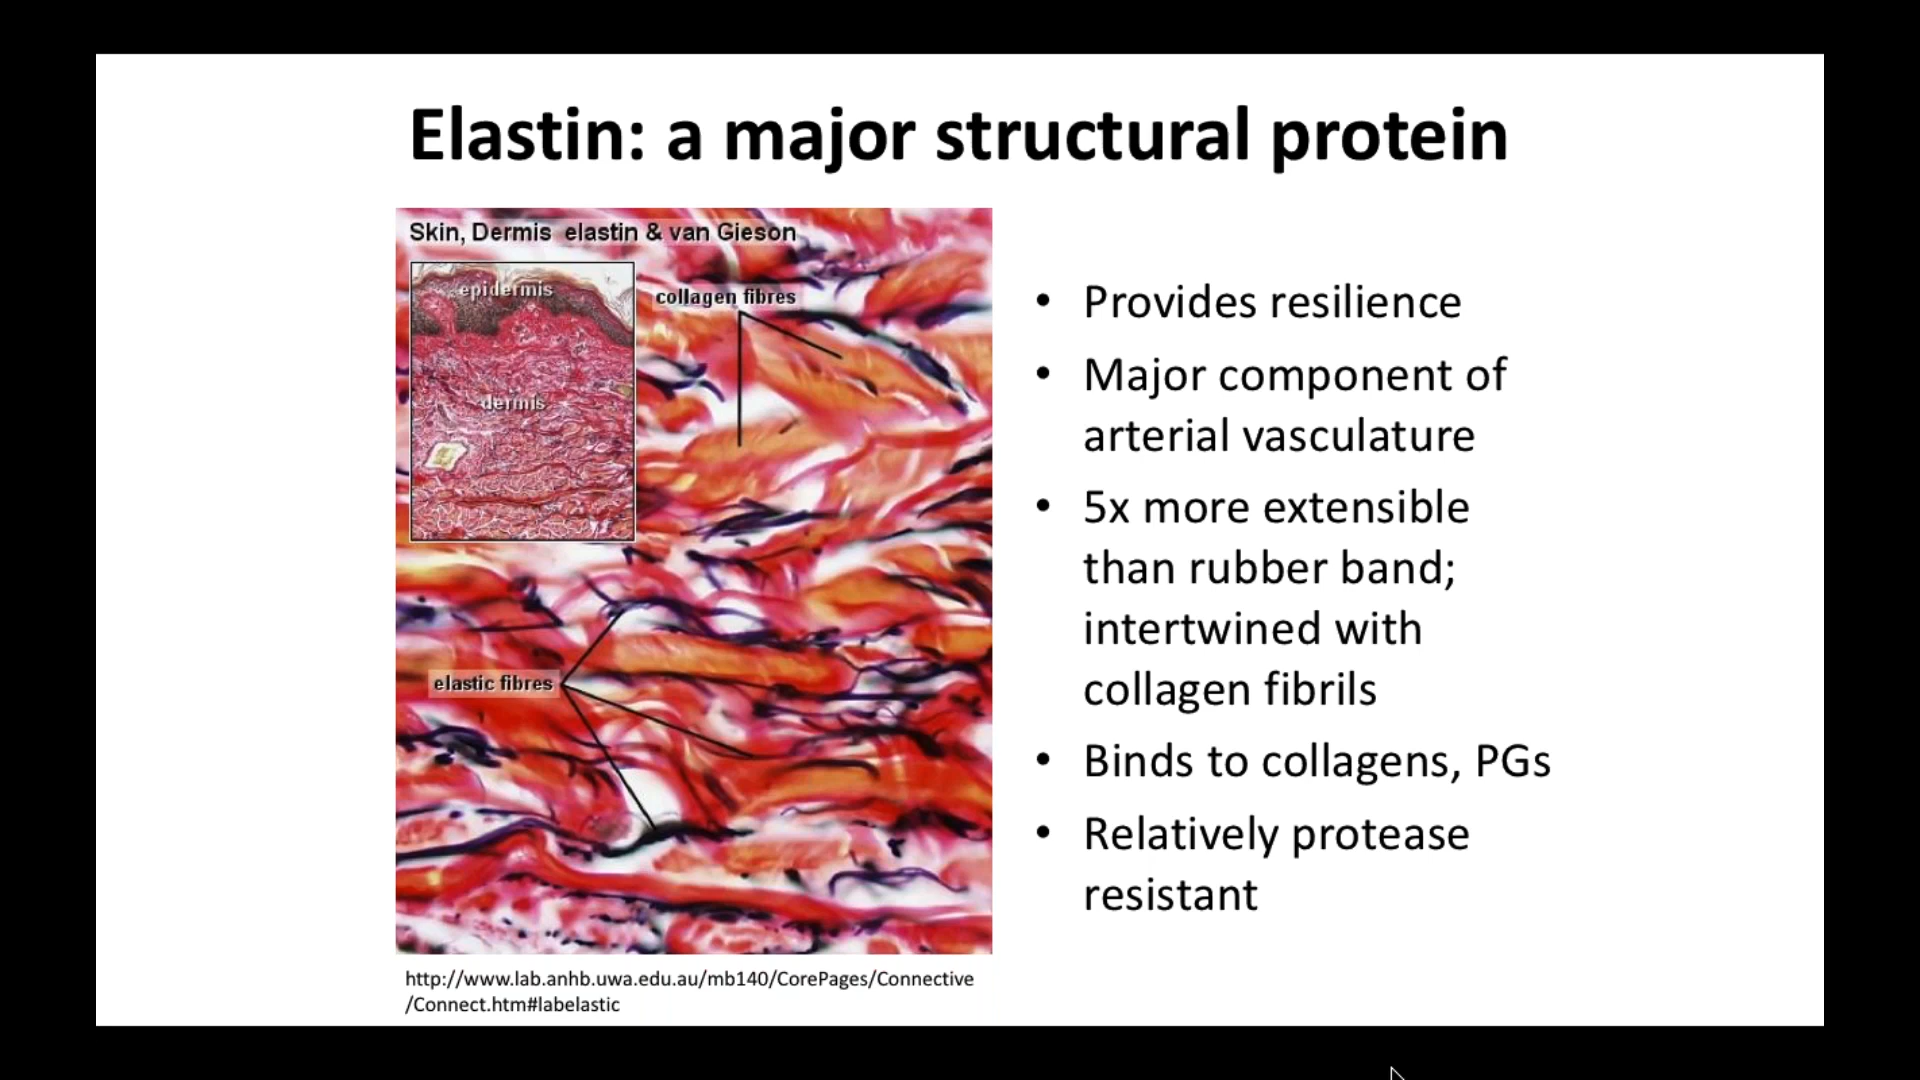 Elastin: a major structural protein
Skin, Dermis elastin & van Gieson
epidermis
collagen fibres
dermis
elastic fibres
http://www.lab.anhb.uwa.edu.au/mb140/CorePages/Connective
/Connect.htm#labelastic
• Provides resilience
• Major component of
arterial vasculature
• 5x more extensible
than rubber band;
intertwined with
collagen fibrils
• Binds to collagens, PGs
• Relatively protease
resistant